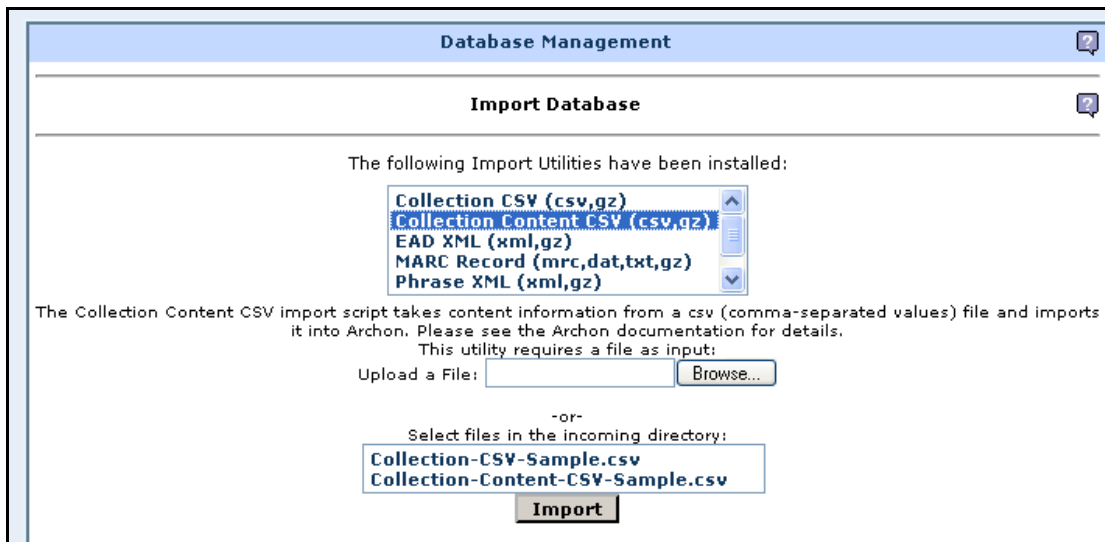 Database Management
Import Database
The following Import Utilities have been installed:
Collection CSV (csv,gz)
Collection Content CSV (csv,gz)
EAD XML (xml,gz)
MARC Record (mrc,dat,txt,gz)
Phrase XML (xml,gz)
The Collection Content CSV import script takes content information from a csv (comma-separated values) file and imports
it into Archon. Please see the Archon documentation for details.
This utility requires a file as input:
Upload a File: Browse...
-or-
Select files in the incoming directory:
Collection-CSV-Sample.csv
Collection-Content-CSV-Sample.csv
Import